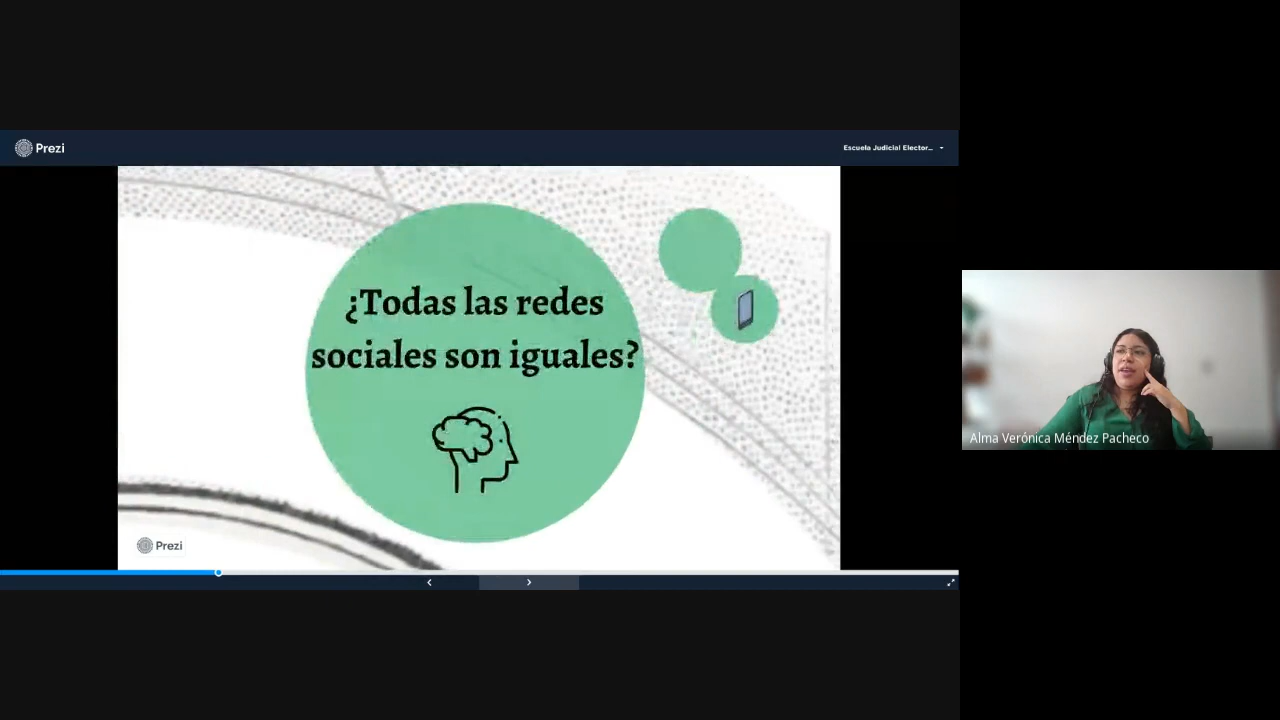 Prezi
Escuela Judicial Elector...
¿Todas las redes
sociales son iguales?
Prezi
Alma Verónica Méndez Pacheco